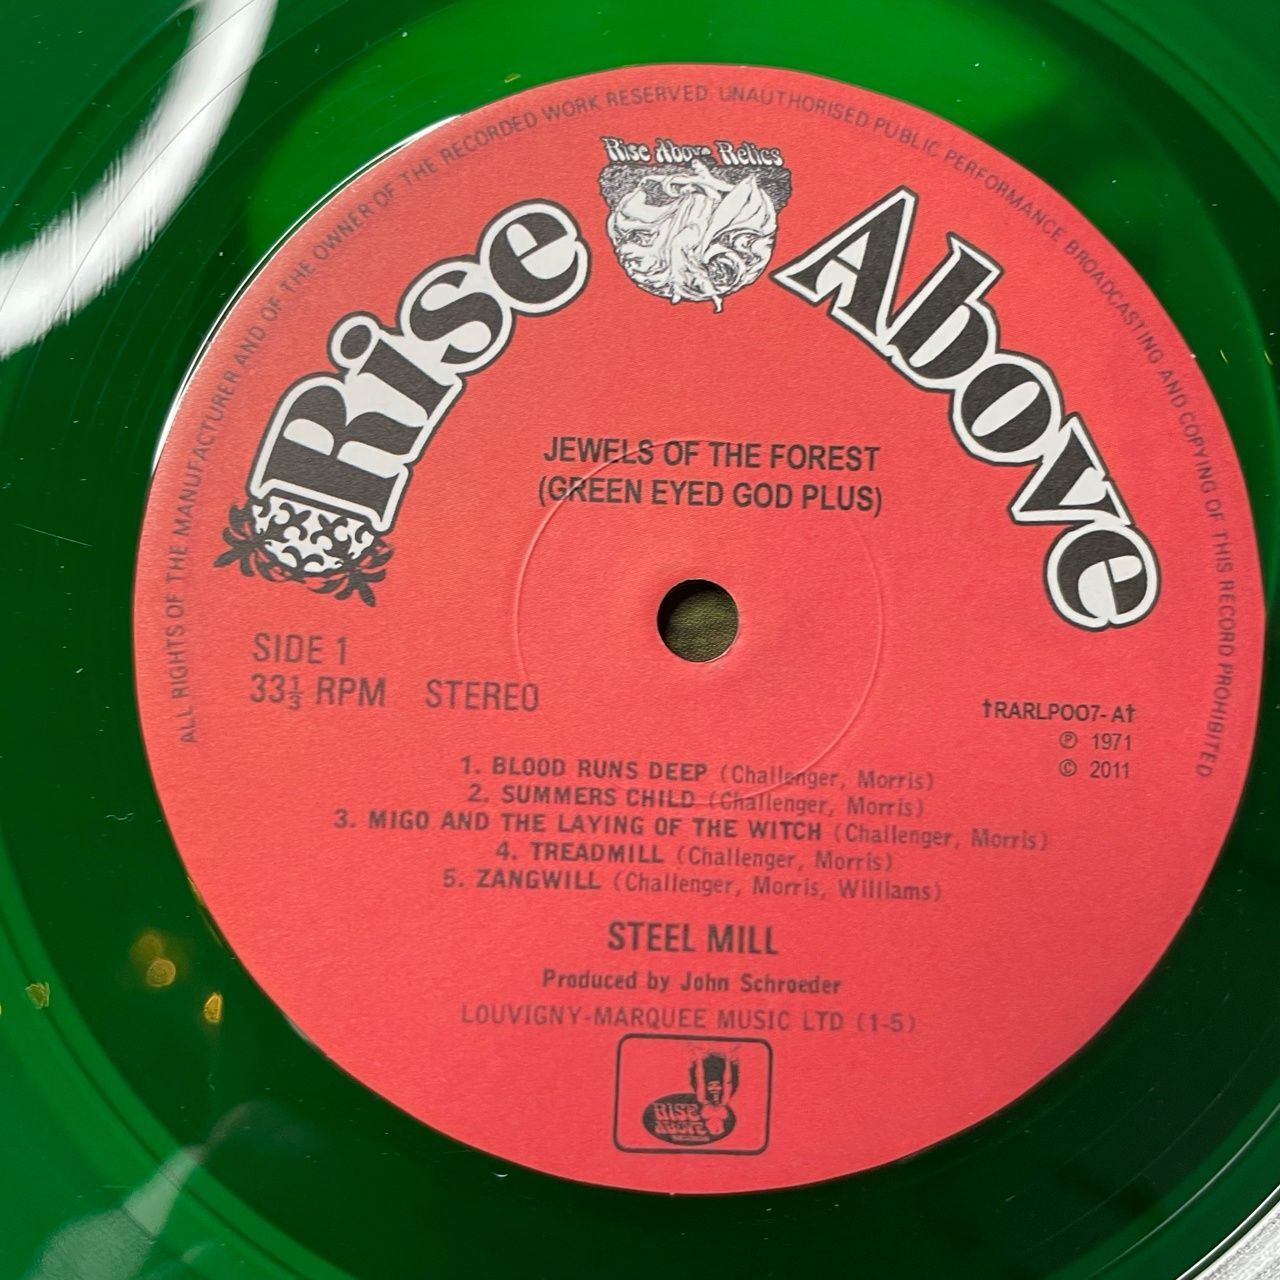 ALL RIGHTS OF THE MANUFACTURER AND OF THE OWNER OF THE RECORDED WORK RESERVED UNAUTHORISED PUBLIC PERFORMANCE BROADCASTING AND COPYING OF THIS RECORD PROHIBITED
Rise Above Relics
Rise Above
JEWELS OF THE FOREST
(GREEN EYED GOD PLUS)
SIDE 1
33⅓ RPM STEREO
†RARLP007-A†
℗ 1971
© 2011
1. BLOOD RUNS DEEP (Challenger, Morris)
2. SUMMERS CHILD (Challenger, Morris)
3. MIGO AND THE LAYING OF THE WITCH (Challenger, Morris)
4. TREADMILL (Challenger, Morris)
5. ZANGWILL (Challenger, Morris, Williams)
STEEL MILL
Produced by John Schroeder
LOUVIGNY-MARQUEE MUSIC LTD (1-5)
RISE
ABOVE
RECORDS